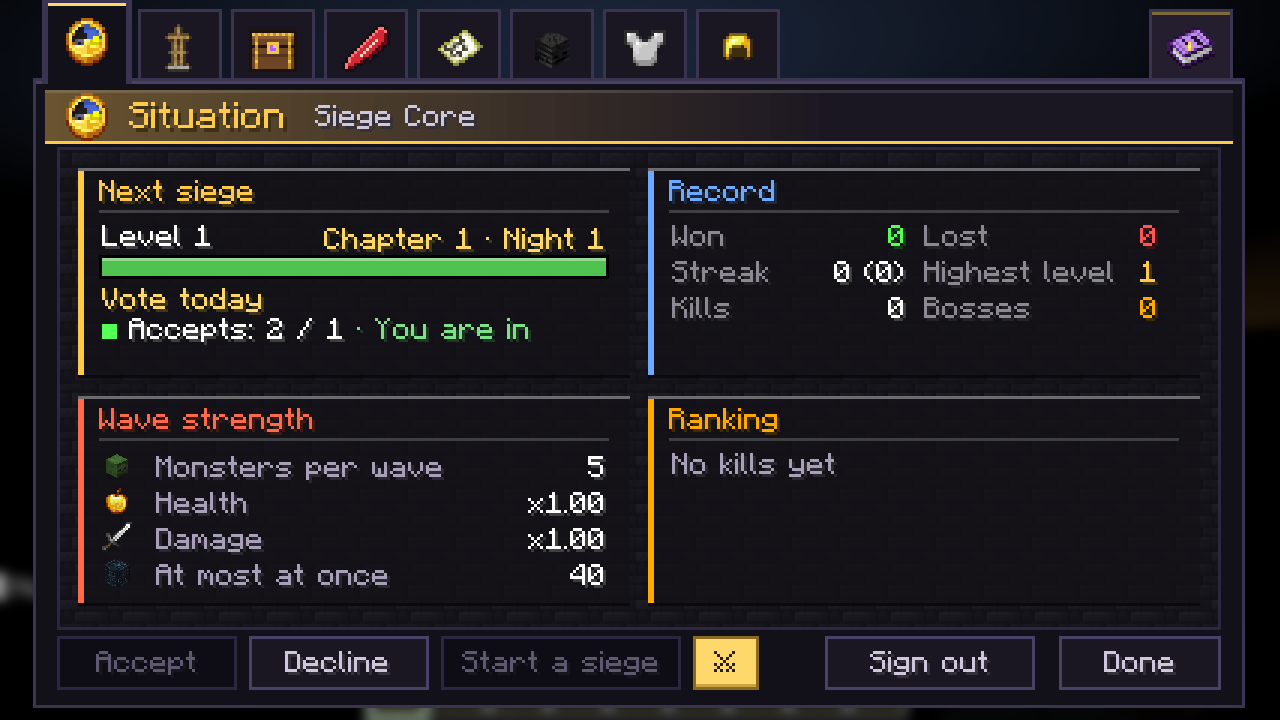 Situation Siege Core
Next siege
Level 1 Chapter 1 · Night 1
Vote today
Accepts: 2 / 1 · You are in
Record
Won 0 Lost 0
Streak 0 (0) Highest level 1
Kills 0 Bosses 0
Wave strength
Monsters per wave 5
Health x1.00
Damage x1.00
At most at once 40
Ranking
No kills yet
Accept Decline Start a siege Sign out Done